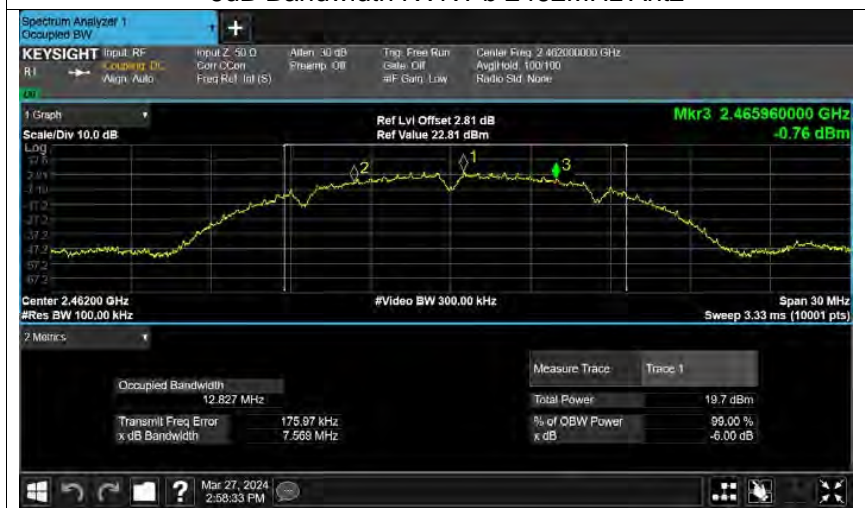 Spectrum Analyzer 1
Occupied BW
+
KEYSIGHT Input: RF
Coupling: DC
Align: Auto
Input Z: 50 Ω
Corr CCorr
Freq Ref: Int (S)
Atten: 30 dB
Preamp: Off
Trig: Free Run
Gate: Off
#IF Gain: Low
Center Freq: 2.462000000 GHz
Avg|Hold: 100/100
Radio Std: None
1 Graph
Scale/Div 10.0 dB
Ref Lvl Offset 2.81 dB
Ref Value 22.81 dBm
Mkr3 2.465960000 GHz
-0.76 dBm
Log
2
1
3
Center 2.46200 GHz
#Res BW 100.00 kHz
#Video BW 300.00 kHz
Span 30 MHz
Sweep 3.33 ms (10001 pts)
2 Metrics
Measure Trace Trace 1
Occupied Bandwidth
12.827 MHz
Total Power 19.7 dBm
Transmit Freq Error 175.97 kHz
% of OBW Power 99.00 %
x dB Bandwidth 7.569 MHz
x dB -6.00 dB
?
Mar 27, 2024
2:58:33 PM